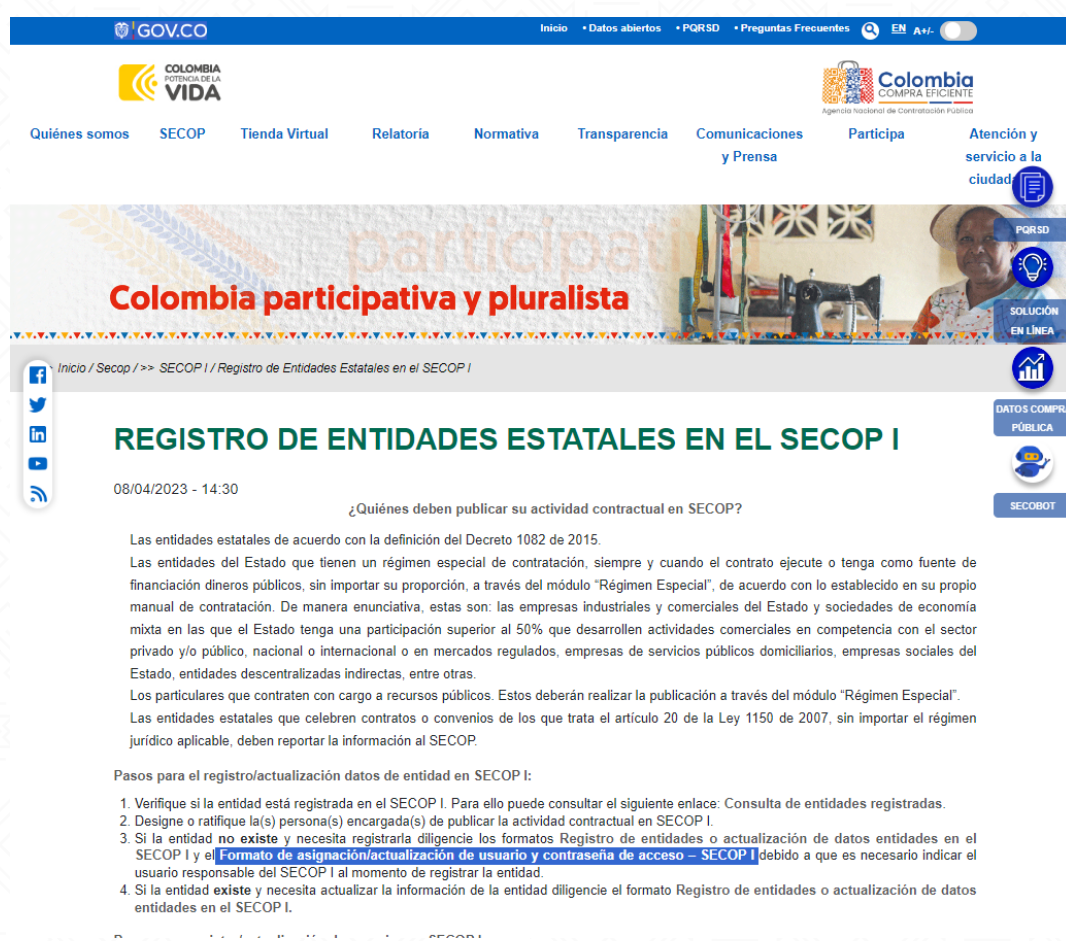 GOV.CO
Inicio • Datos abiertos • PQRSD • Preguntas Frecuentes EN A+/-
COLOMBIA
POTENCIA DE LA
VIDA
Colombia
COMPRA EFICIENTE
Agencia Nacional de Contratación Pública
Quiénes somos SECOP Tienda Virtual Relatoría Normativa Transparencia Comunicaciones y Prensa Participa Atención y servicio a la
PQRSD
participativa
Colombia participativa y pluralista
SOLUCIÓN
EN LÍNEA
Inicio / Secop / >> SECOP I / Registro de Entidades Estatales en el SECOP I
DATOS COMPRA
PÚBLICA
REGISTRO DE ENTIDADES ESTATALES EN EL SECOP I
SECOBOT
08/04/2023 - 14:30
¿Quiénes deben publicar su actividad contractual en SECOP?
Las entidades estatales de acuerdo con la definición del Decreto 1082 de 2015.
Las entidades del Estado que tienen un régimen especial de contratación, siempre y cuando el contrato ejecute o tenga como fuente de
financiación dineros públicos, sin importar su proporción, a través del módulo “Régimen Especial”, de acuerdo con lo establecido en su propio
manual de contratación. De manera enunciativa, estas son: las empresas industriales y comerciales del Estado y sociedades de economía
mixta en las que el Estado tenga una participación superior al 50% que desarrollen actividades comerciales en competencia con el sector
privado y/o público, nacional o internacional o en mercados regulados, empresas de servicios públicos domiciliarios, empresas sociales del
Estado, entidades descentralizadas indirectas, entre otras.
Los particulares que contraten con cargo a recursos públicos. Estos deberán realizar la publicación a través del módulo “Régimen Especial”.
Las entidades estatales que celebren contratos o convenios de los que trata el artículo 20 de la Ley 1150 de 2007, sin importar el régimen
jurídico aplicable, deben reportar la información al SECOP.
Pasos para el registro/actualización datos de entidad en SECOP I:
1. Verifique si la entidad está registrada en el SECOP I. Para ello puede consultar el siguiente enlace: Consulta de entidades registradas.
2. Designe o ratifique la(s) persona(s) encargada(s) de publicar la actividad contractual en SECOP I.
3. Si la entidad no existe y necesita registrarla diligencie los formatos Registro de entidades o actualización de datos entidades en el
SECOP I y el Formato de asignación/actualización de usuario y contraseña de acceso – SECOP I debido a que es necesario indicar el
usuario responsable del SECOP I al momento de registrar la entidad.
4. Si la entidad existe y necesita actualizar la información de la entidad diligencie el formato Registro de entidades o actualización de datos
entidades en el SECOP I.